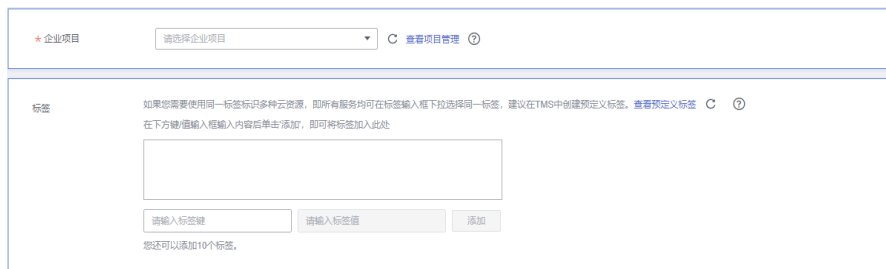 * 企业项目 请选择企业项目 查看项目管理 ?
标签 如果您需要使用同一标签标识多种云资源，即所有服务均可在标签输入框下拉选择同一标签，建议在TMS中创建预定义标签。查看预定义标签 ?
在下方键/值输入框输入内容后单击'添加'，即可将标签加入此处
请输入标签键 请输入标签值 添加
您还可以添加10个标签。